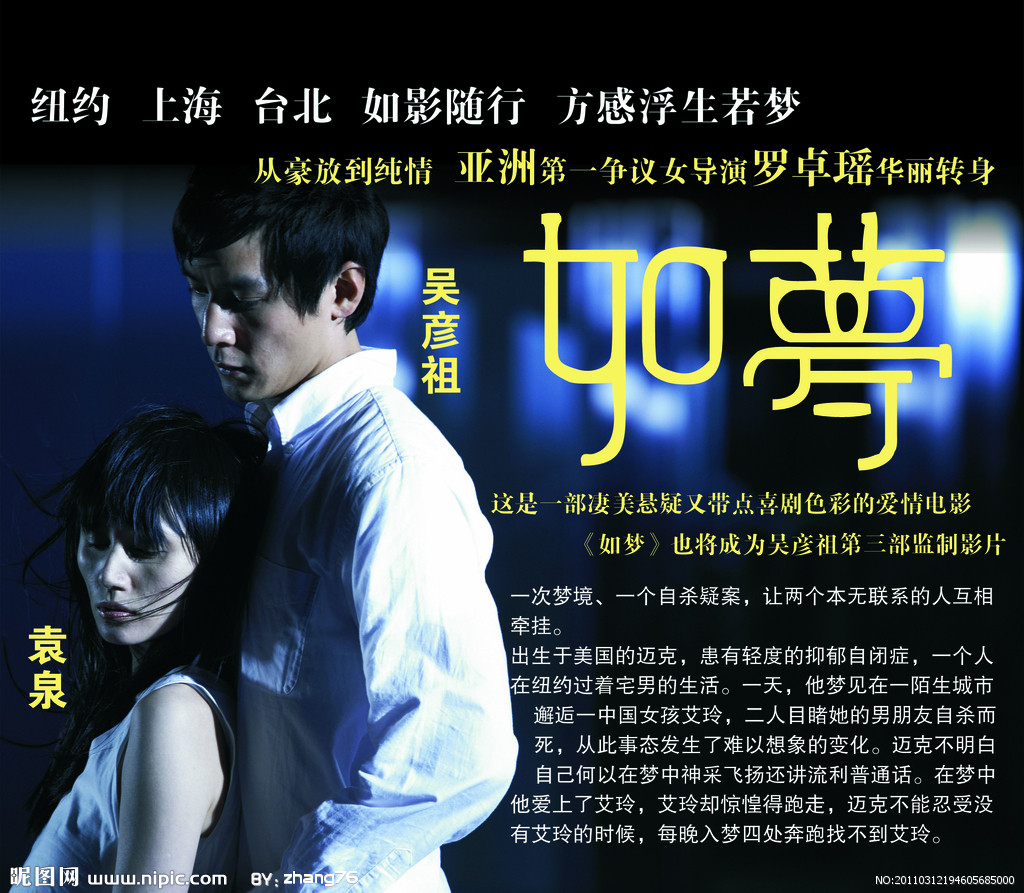 纽约 上海 台北 如影随行 方感浮生若梦
从豪放到纯情 亚洲第一争议女导演罗卓瑶华丽转身
如夢
吴彦祖
袁泉
这是一部凄美悬疑又带点喜剧色彩的爱情电影
《如梦》也将成为吴彦祖第三部监制影片
一次梦境、一个自杀疑案，让两个本无联系的人互相
牵挂。
出生于美国的迈克，患有轻度的抑郁自闭症，一个人
在纽约过着宅男的生活。一天，他梦见在一陌生城市
邂逅一中国女孩艾玲，二人目睹她的男朋友自杀而
死，从此事态发生了难以想象的变化。迈克不明白
自己何以在梦中神采飞扬还讲流利普通话。在梦中
他爱上了艾玲，艾玲却惊惶得跑走，迈克不能忍受没
有艾玲的时候，每晚入梦四处奔跑找不到艾玲。
昵图网 www.nipic.com BY: zhang76
NO:20110312194605685000